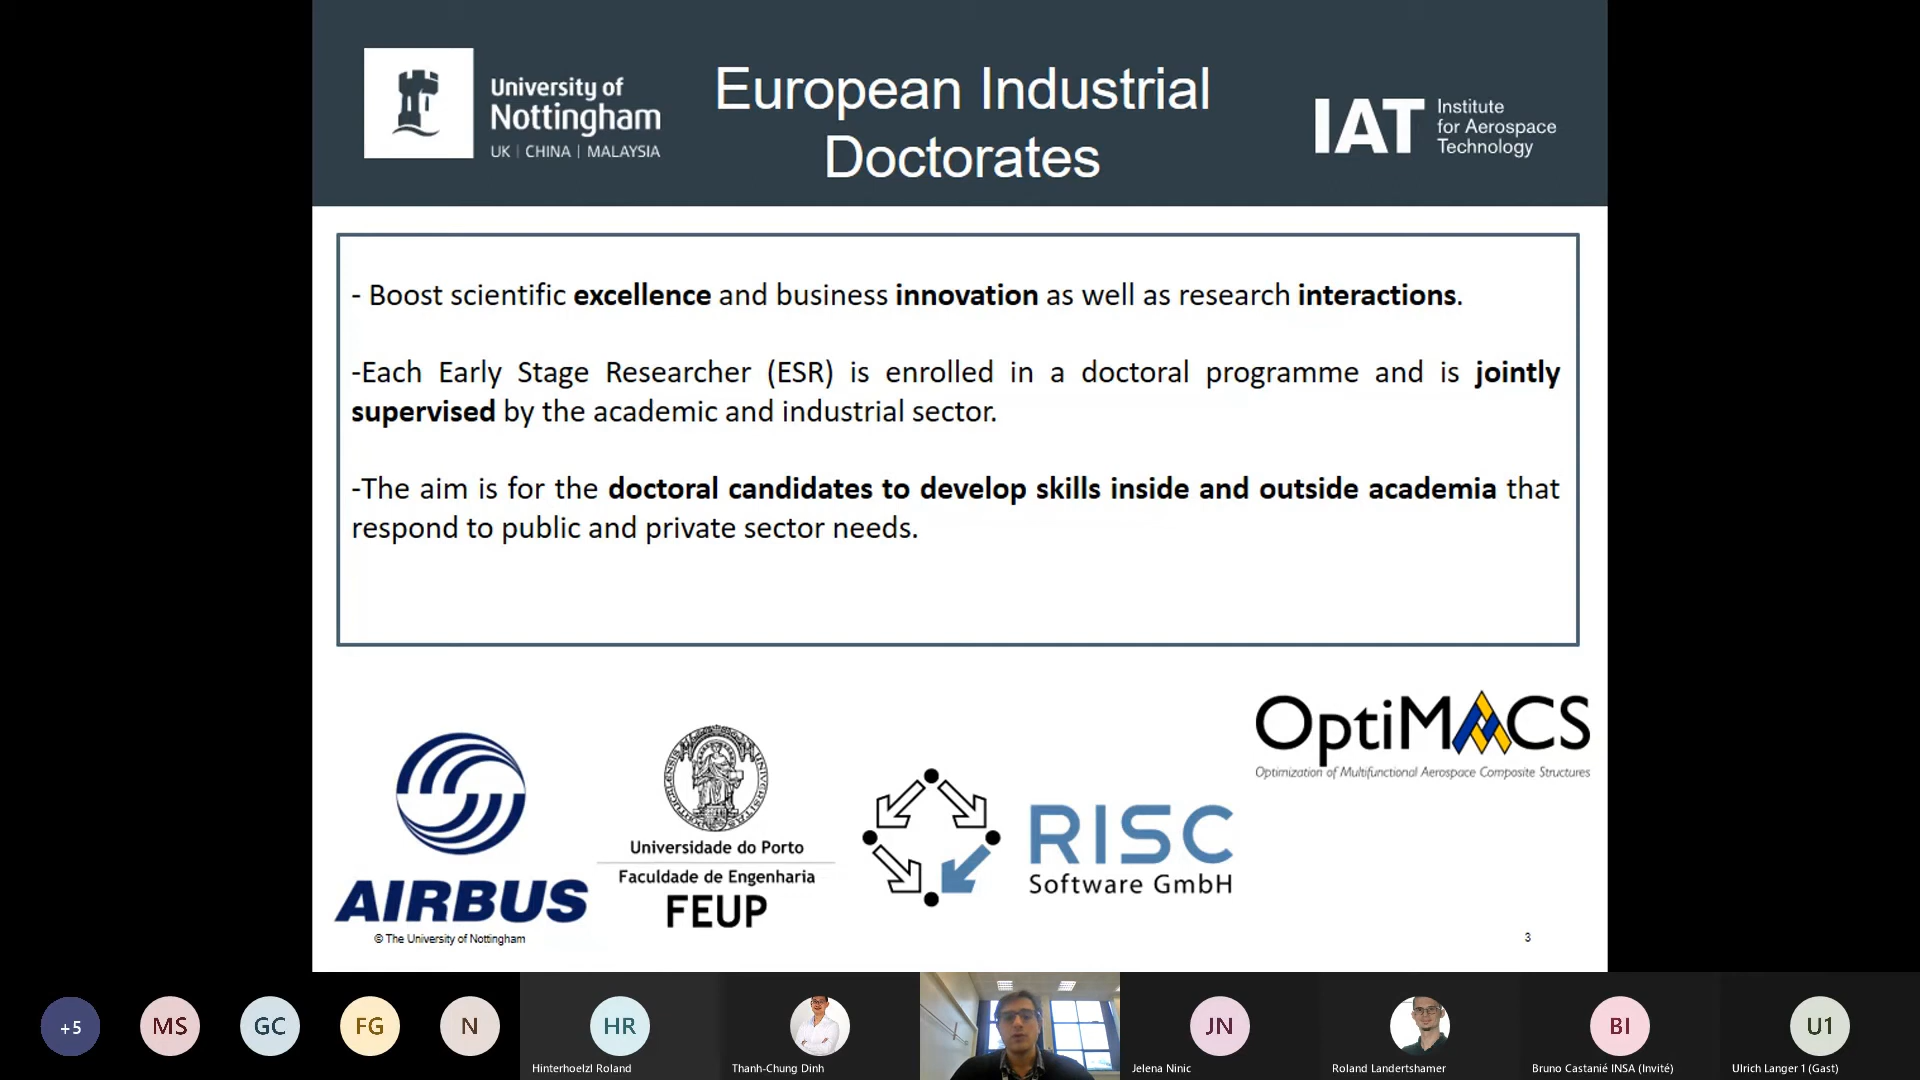 University of
Nottingham
UK | CHINA | MALAYSIA
European Industrial
Doctorates
IAT
Institute
for Aerospace
Technology
- Boost scientific excellence and business innovation as well as research interactions.
-Each Early Stage Researcher (ESR) is enrolled in a doctoral programme and is jointly
supervised by the academic and industrial sector.
-The aim is for the doctoral candidates to develop skills inside and outside academia that
respond to public and private sector needs.
OptiMACS
Optimization of Multifunctional Aerospace Composite Structures
AIRBUS
Universidade do Porto
Faculdade de Engenharia
FEUP
RISC
Software GmbH
© The University of Nottingham
3
+5
MS
GC
FG
N
HR
Hinterhoelzl Roland
Thanh-Chung Dinh
JN
Jelena Ninic
Roland Landertshamer
BI
Bruno Castanié INSA (Invité)
U1
Ulrich Langer 1 (Gast)